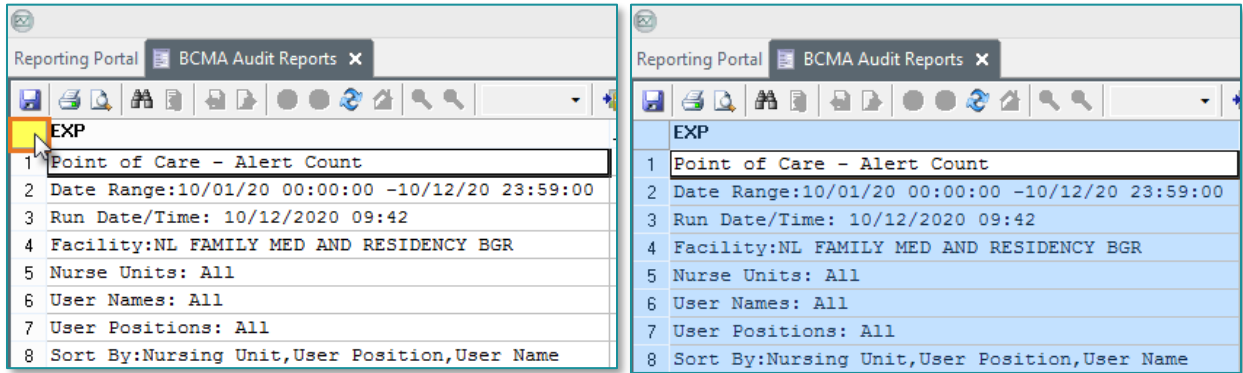 Reporting Portal BCMA Audit Reports
EXP
1 Point of Care - Alert Count
2 Date Range:10/01/20 00:00:00 -10/12/20 23:59:00
3 Run Date/Time: 10/12/2020 09:42
4 Facility:NL FAMILY MED AND RESIDENCY BGR
5 Nurse Units: All
6 User Names: All
7 User Positions: All
8 Sort By:Nursing Unit,User Position,User Name
Reporting Portal BCMA Audit Reports
EXP
1 Point of Care - Alert Count
2 Date Range:10/01/20 00:00:00 -10/12/20 23:59:00
3 Run Date/Time: 10/12/2020 09:42
4 Facility:NL FAMILY MED AND RESIDENCY BGR
5 Nurse Units: All
6 User Names: All
7 User Positions: All
8 Sort By:Nursing Unit,User Position,User Name